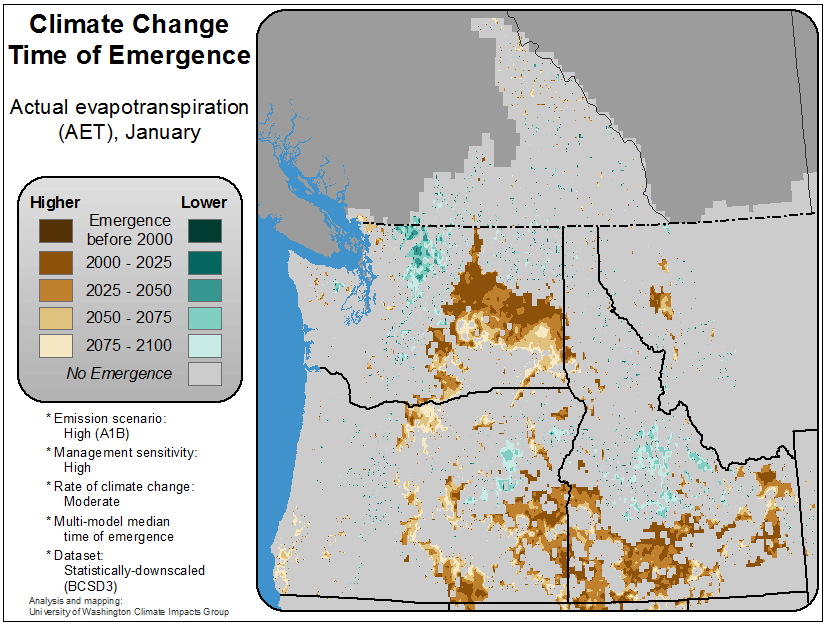 Climate Change
Time of Emergence
Actual evapotranspiration
(AET), January
Higher Lower
Emergence
before 2000
2000 - 2025
2025 - 2050
2050 - 2075
2075 - 2100
No Emergence
* Emission scenario:
High (A1B)
* Management sensitivity:
High
* Rate of climate change:
Moderate
* Multi-model median
time of emergence
* Dataset:
Statistically-downscaled
(BCSD3)
Analysis and mapping:
University of Washington Climate Impacts Group